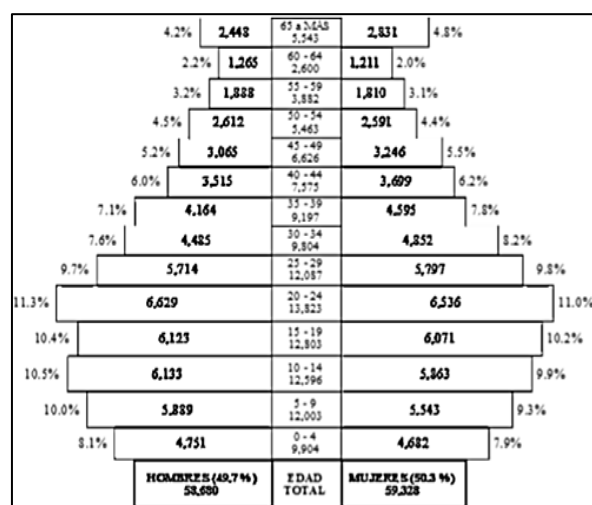 4.2% 2,448 65 a MÁS 2,831 4.8%
5,543
2.2% 1,265 60 - 64 1,211 2.0%
2,600
3.2% 1,888 55 - 59 1,810 3.1%
3,882
4.5% 2,612 50 - 54 2,591 4.4%
5,463
5.2% 3,065 45 - 49 3,246 5.5%
6,626
6.0% 3,515 40 - 44 3,699 6.2%
7,575
7.1% 4,164 35 - 39 4,595 7.8%
9,197
7.6% 4,485 30 - 34 4,852 8.2%
9,804
9.7% 5,714 25 - 29 5,797 9.8%
12,087
11.3% 6,629 20 - 24 6,536 11.0%
13,823
10.4% 6,123 15 - 19 6,071 10.2%
12,803
10.5% 6,133 10 - 14 5,863 9.9%
12,596
10.0% 5,889 5 - 9 5,543 9.3%
12,003
8.1% 4,751 0 - 4 4,682 7.9%
9,904
HOMBRES (49.7 %) EDAD MUJERES (50.3 %)
58,680 TOTAL 59,328